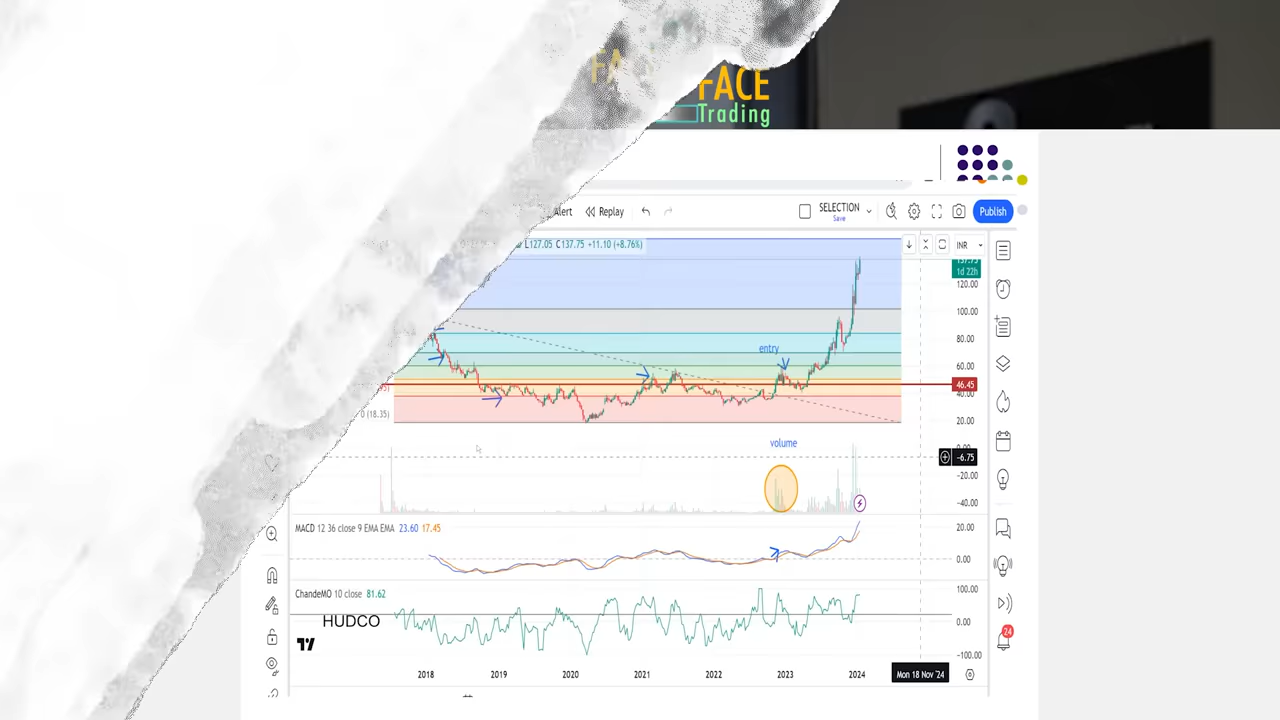 FACE
Trading
Alert
Replay
SELECTION
Save
Publish
L127.05 C137.75 +11.10 (+8.76%)
INR
1d 22h
120.00
100.00
80.00
entry
60.00
46.45
40.00
0 (18.35)
20.00
volume
0.00
−6.75
−20.00
−40.00
MACD 12 36 close 9 EMA EMA 23.60 17.45
20.00
0.00
ChandeMO 10 close 81.62
100.00
HUDCO
0.00
24
−100.00
2018 2019 2020 2021 2022 2023 2024
Mon 18 Nov '24